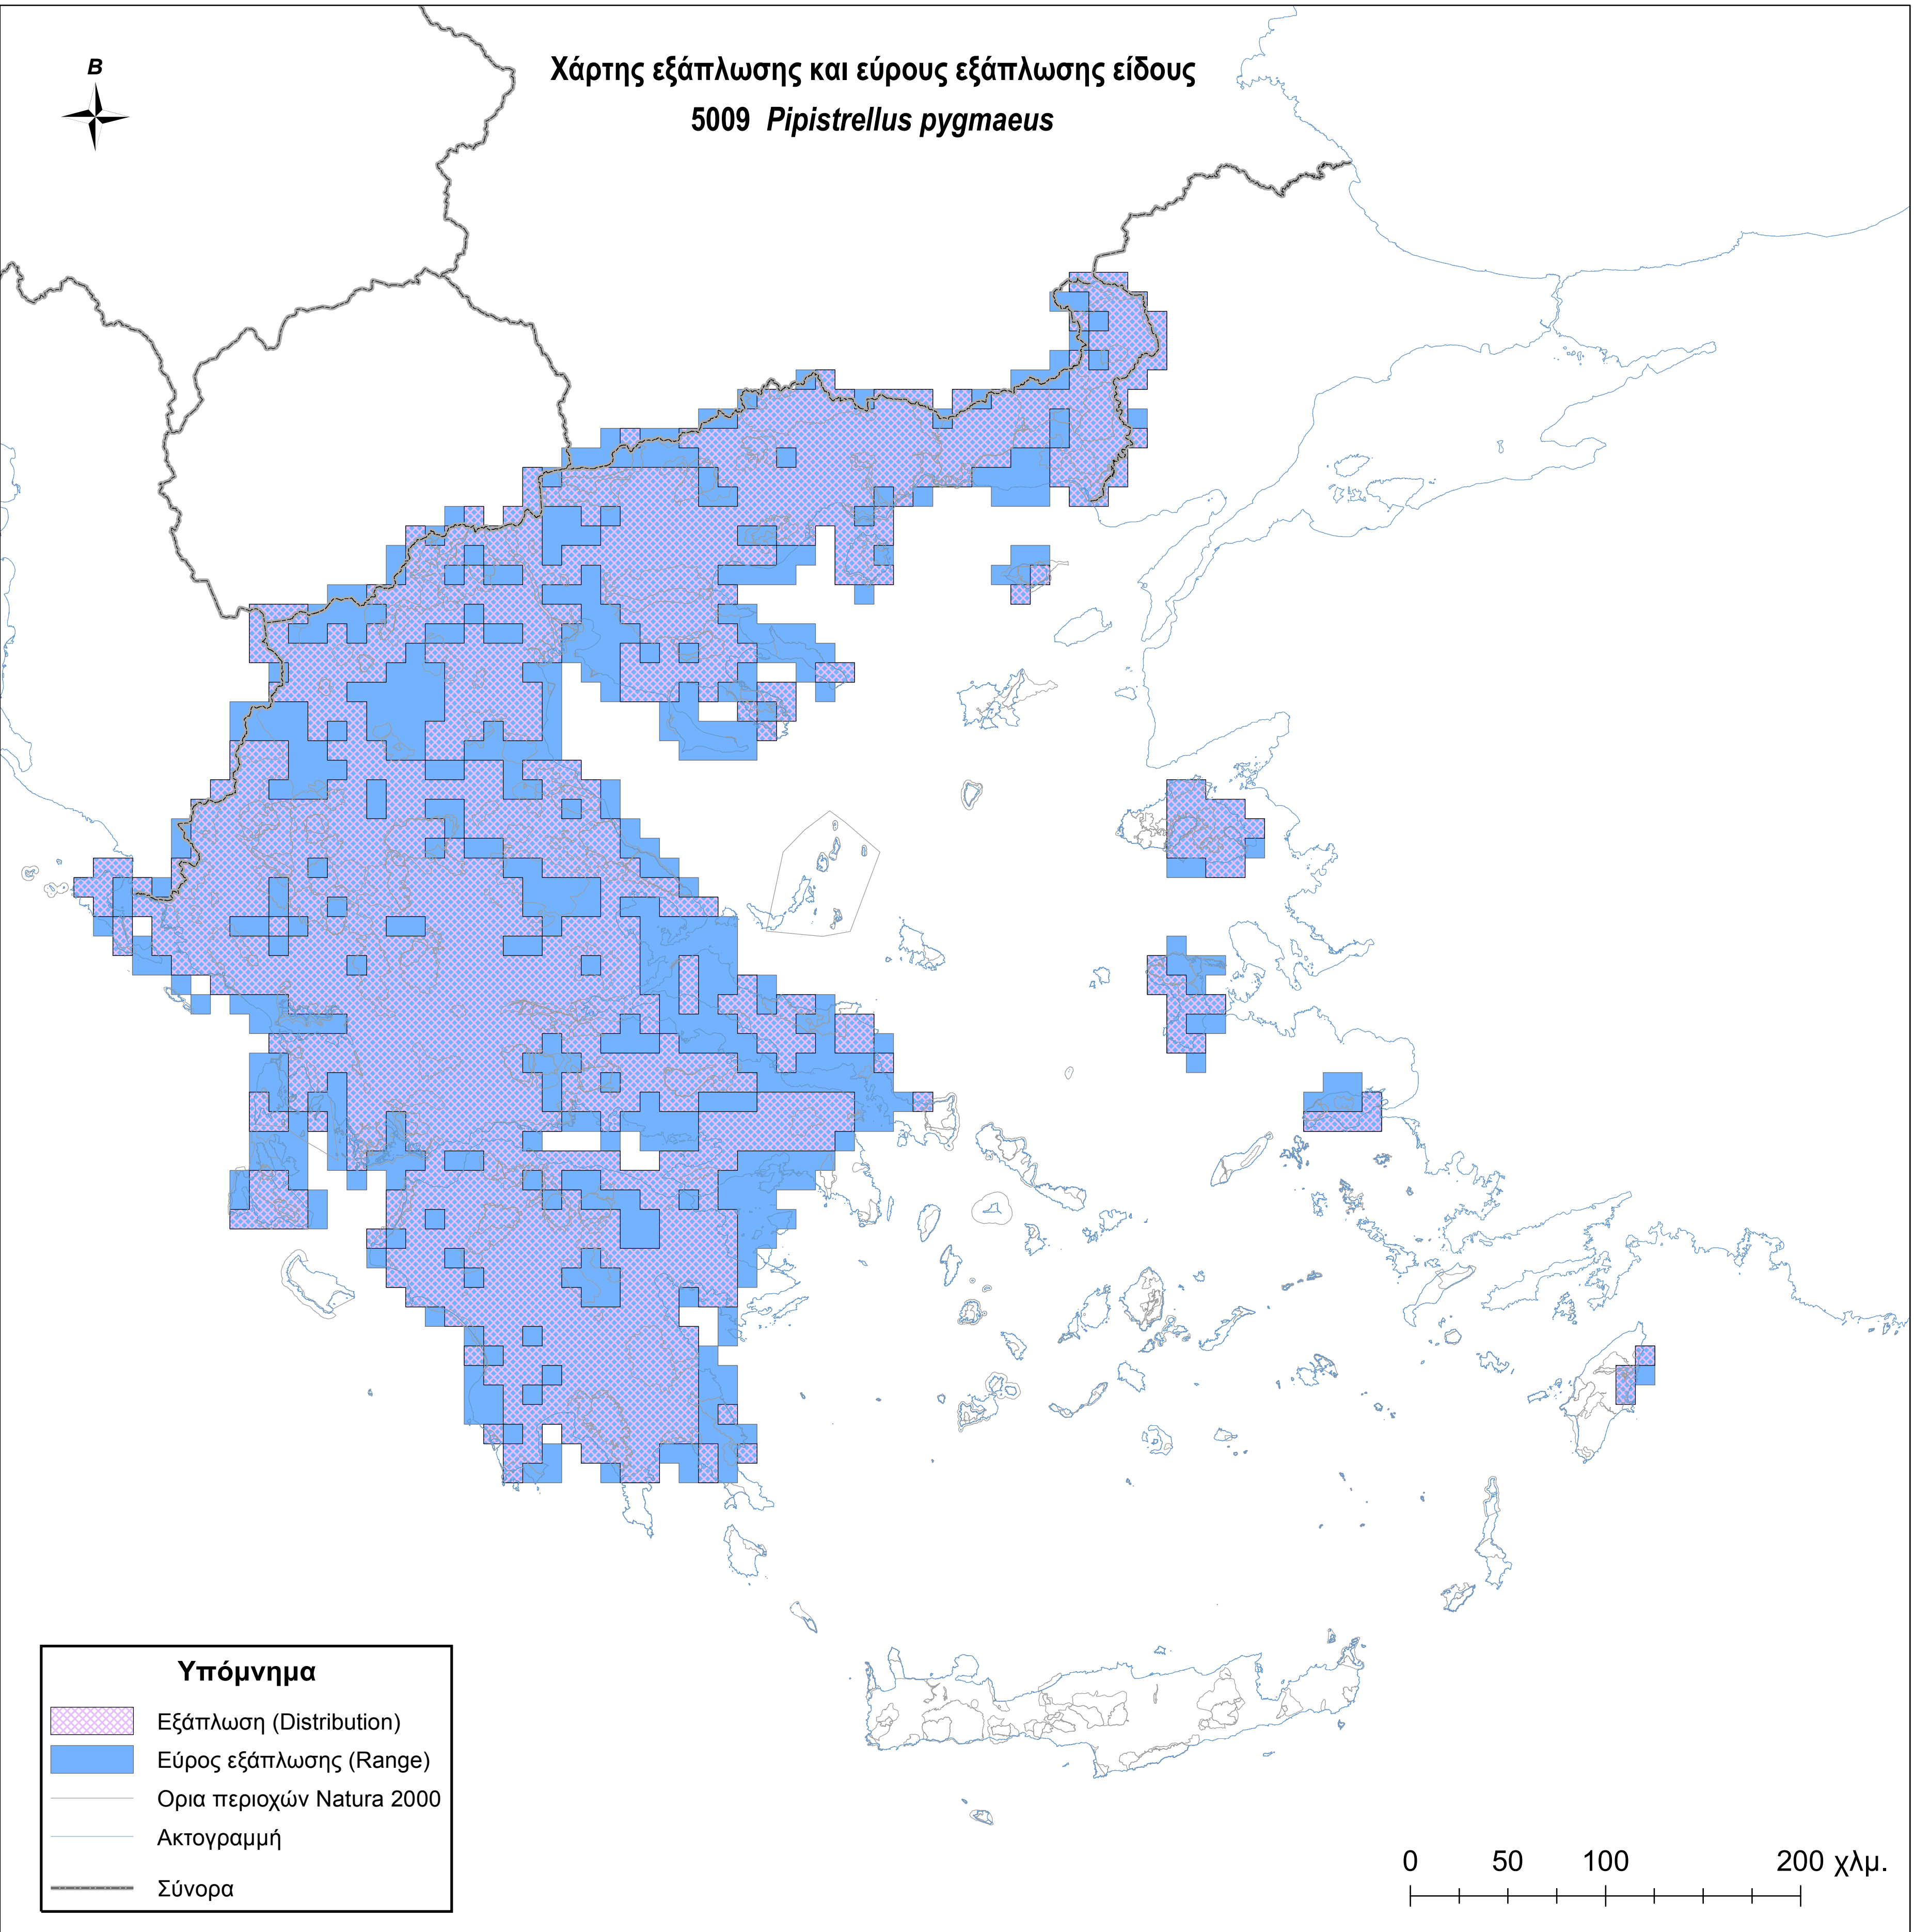 Χάρτης εξάπλωσης και εύρους εξάπλωσης είδους
5009 Pipistrellus pygmaeus
Β
Υπόμνημα
Εξάπλωση (Distribution)
Εύρος εξάπλωσης (Range)
Ορια περιοχών Natura 2000
Ακτογραμμή
Σύνορα
0 50 100 200 χλμ.